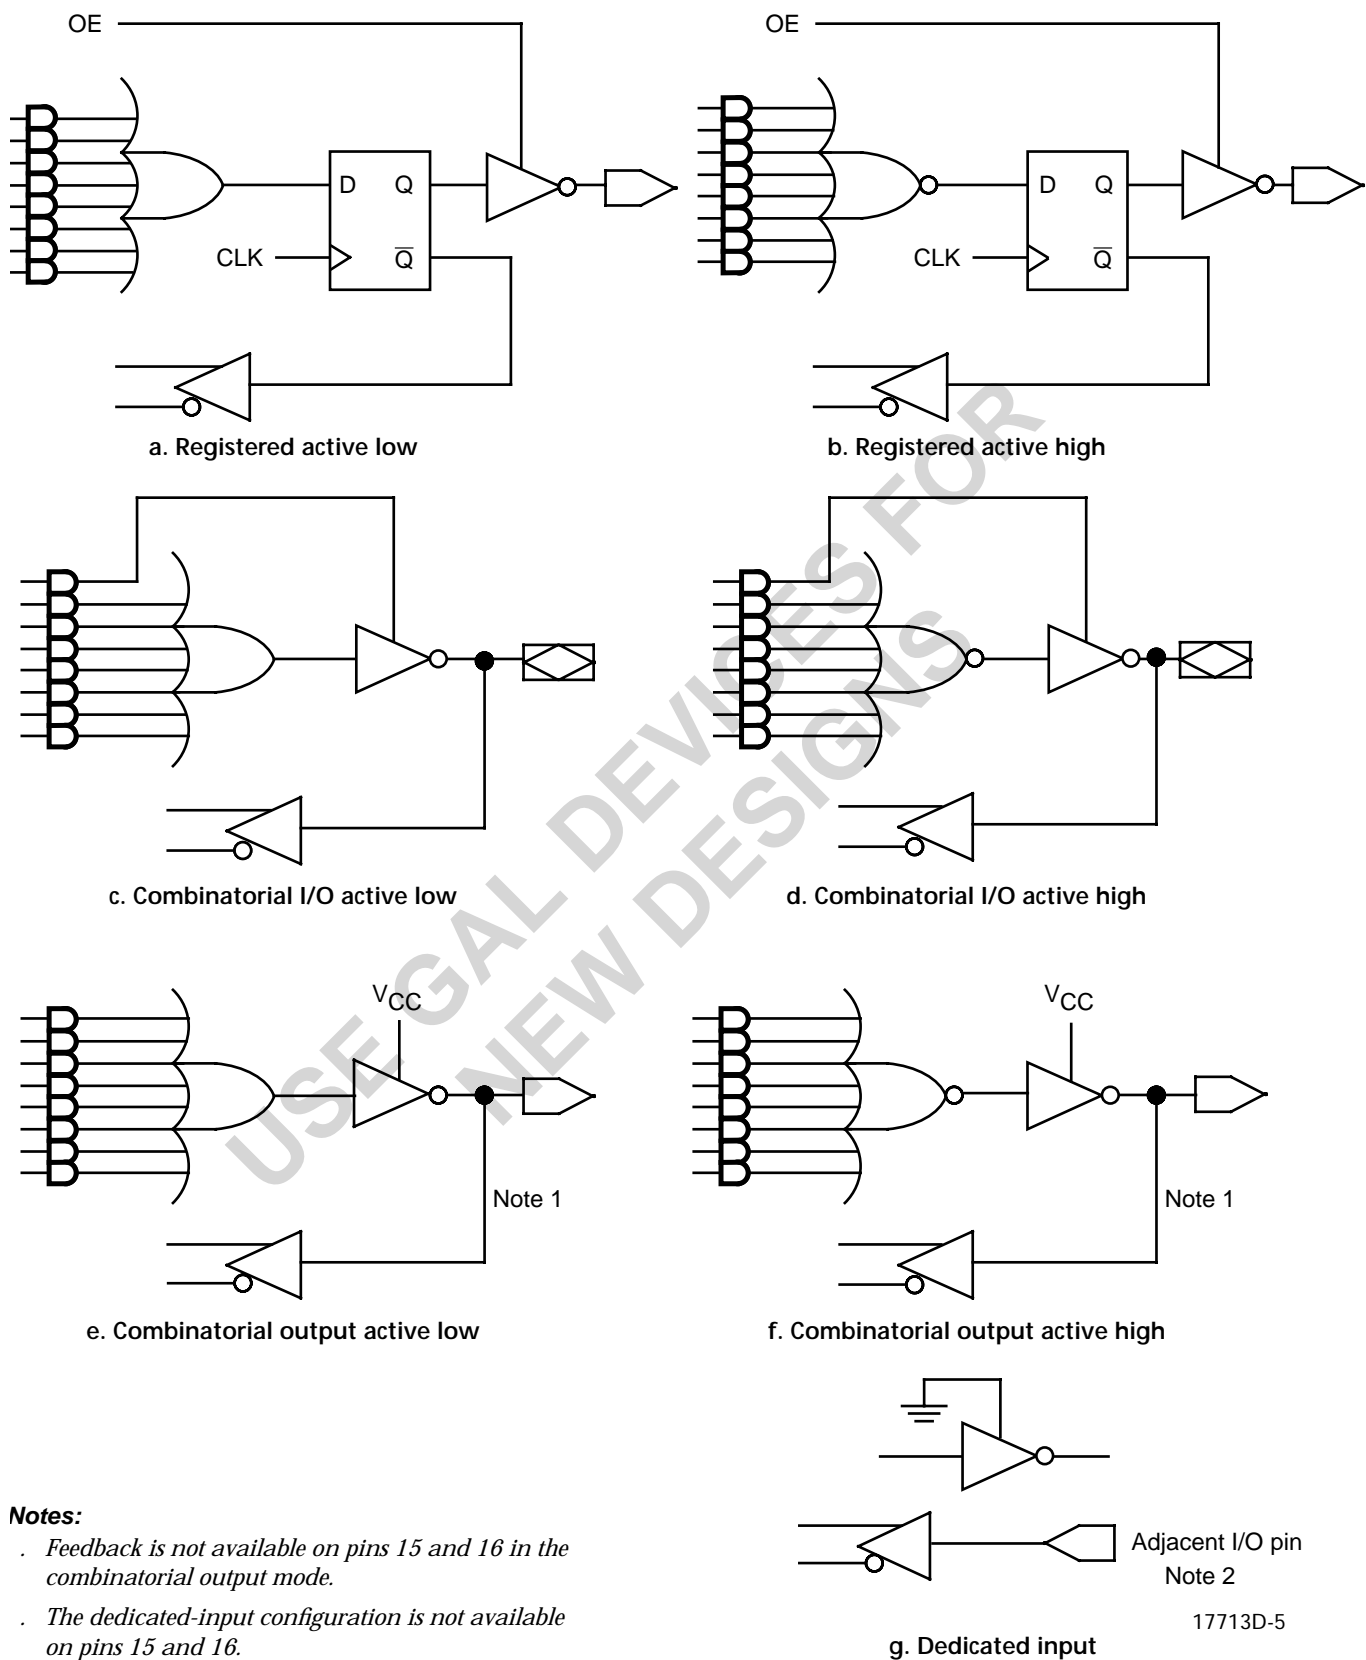 OE
OE
D Q
CLK
Q
D Q
CLK
Q
a. Registered active low
b. Registered active high
c. Combinatorial I/O active low
d. Combinatorial I/O active high
USE GAL DEVICES FOR
NEW DESIGNS
VCC
VCC
Note 1
Note 1
e. Combinatorial output active low
f. Combinatorial output active high
Notes:
. Feedback is not available on pins 15 and 16 in the
combinatorial output mode.
. The dedicated-input configuration is not available
on pins 15 and 16.
Adjacent I/O pin
Note 2
17713D-5
g. Dedicated input